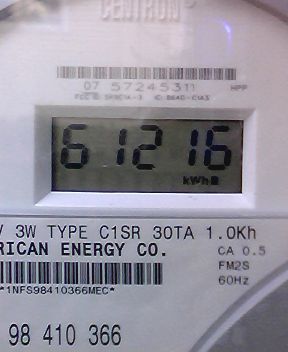 CENTRON®
07 57245311 HPP
61216
kWh
V 3W TYPE C1SR 30TA 1.0Kh
RICAN ENERGY CO. CA 0.5
FM2S
*1NFS98410366MEC* 60Hz
98 410 366